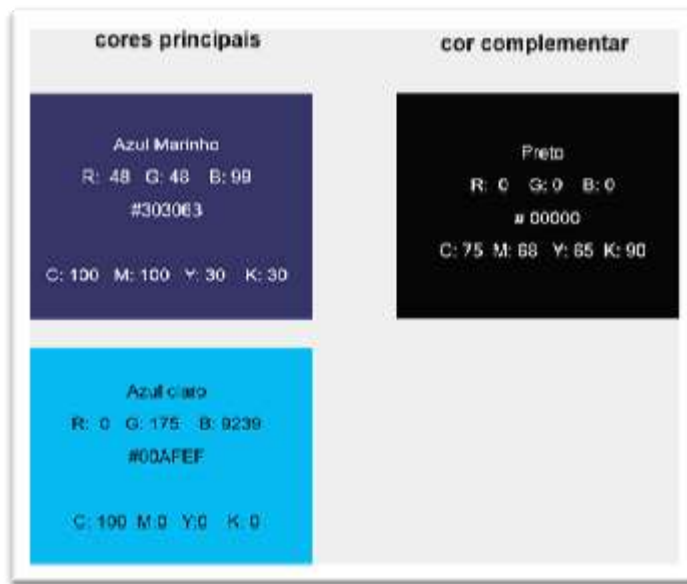 cores principais
cor complementar
Azul Marinho
R: 48 G: 48 B: 99
#303063
C: 100 M: 100 Y: 30 K: 30
Preto
R: 0 G: 0 B: 0
# 00000
C: 75 M: 68 Y: 65 K: 90
Azul claro
R: 0 G: 175 B: 9239
#00AFEF
C: 100 M:0 Y:0 K: 0